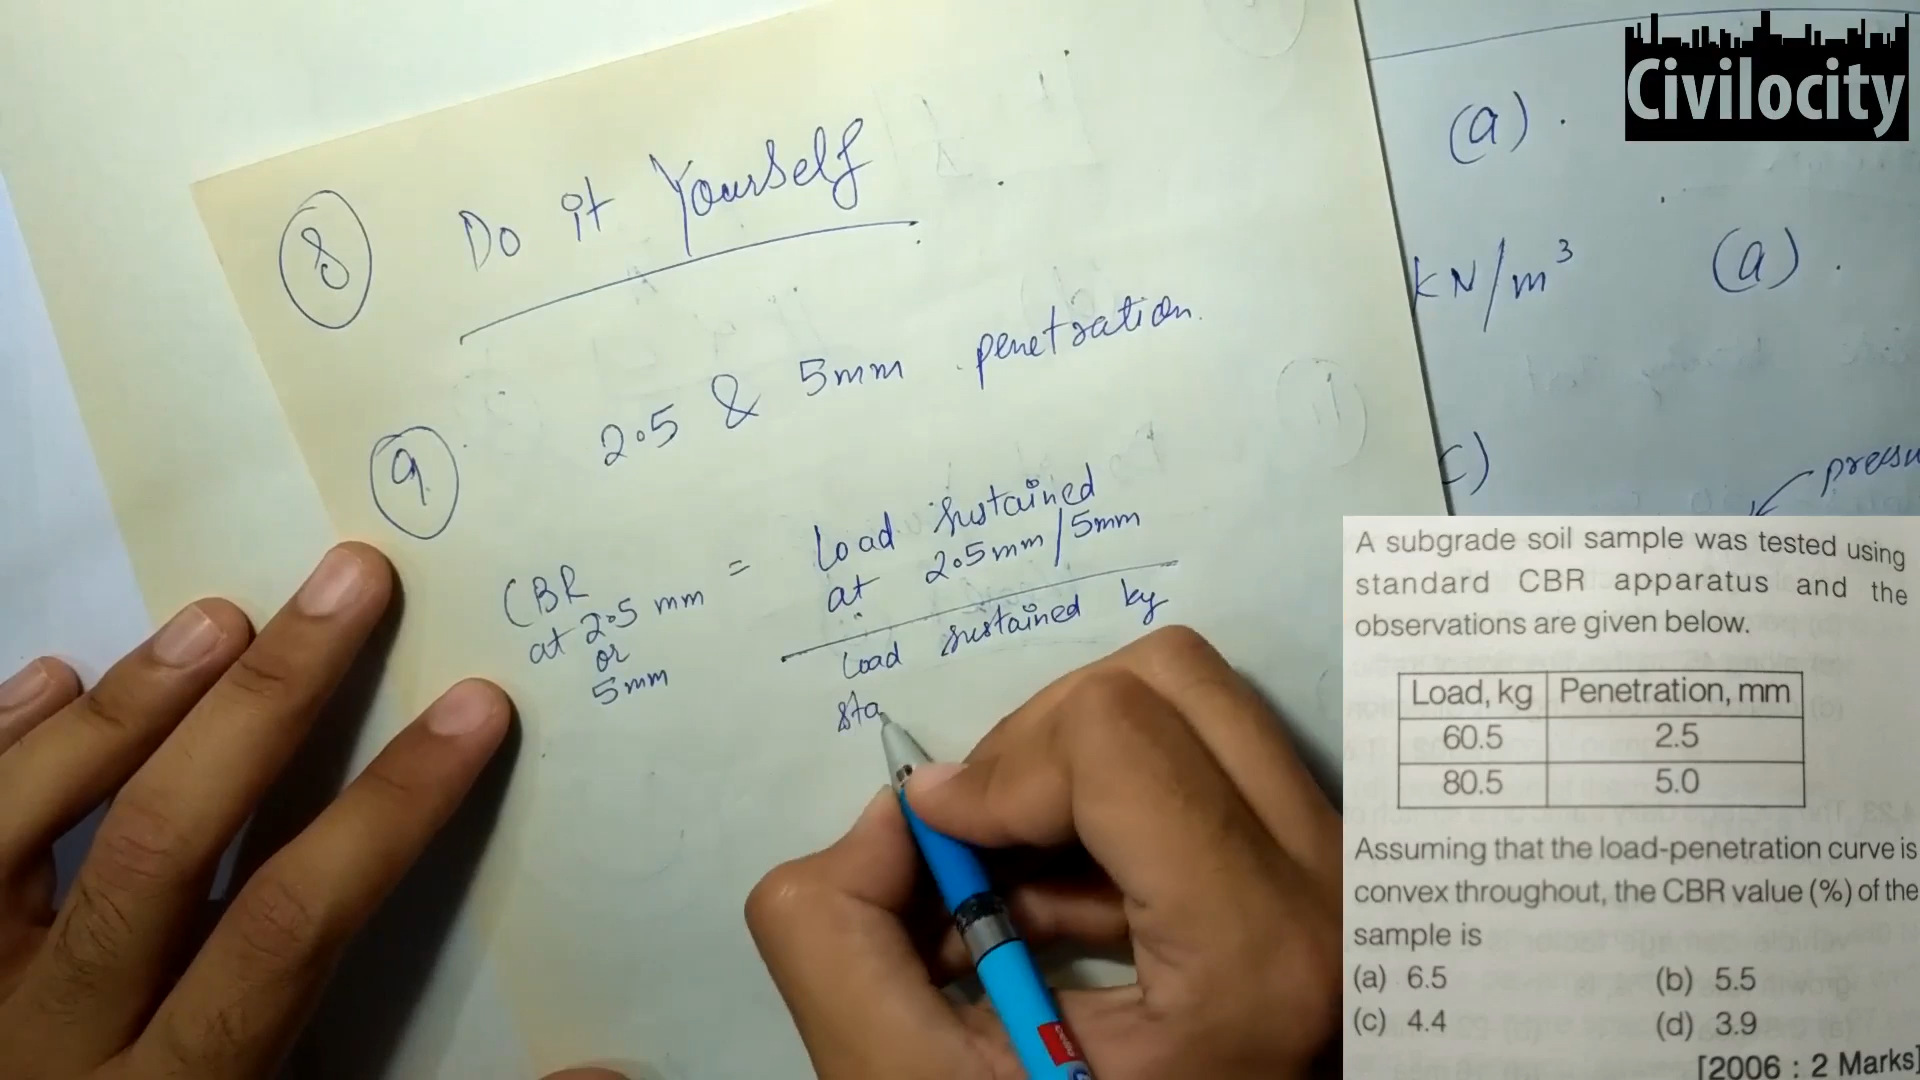 Civilocity
8 Do it Yourself
(a).
kN/m³ (a).
9 2.5 & 5mm penetration.
c)
CBR
at 2.5 mm
or
5mm
=
Load sustained
at 2.5mm/5mm
Load sustained by
sta
A subgrade soil sample was tested using
standard CBR apparatus and the
observations are given below.
Load, kg Penetration, mm
60.5 2.5
80.5 5.0
Assuming that the load-penetration curve is
convex throughout, the CBR value (%) of the
sample is
(a) 6.5 (b) 5.5
(c) 4.4 (d) 3.9
[2006 : 2 Marks]